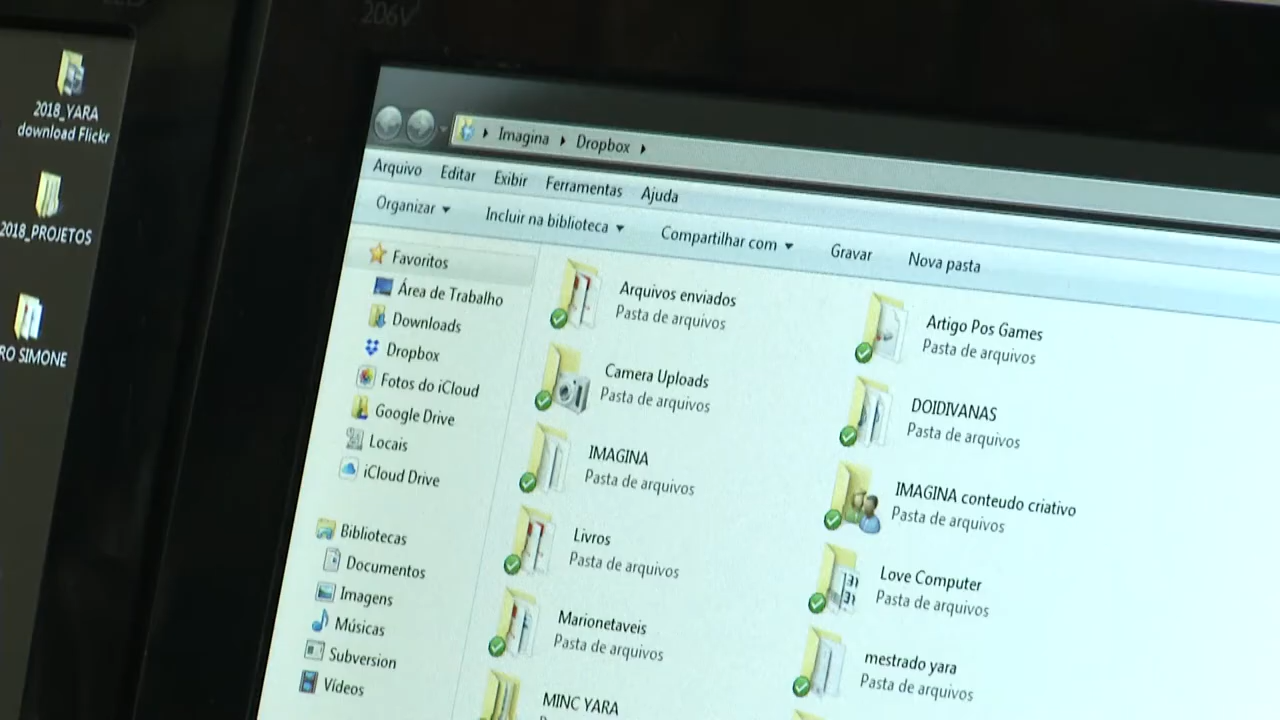 206V
2018_YARA
download Flickr
2018_PROJETOS
RO SIMONE
Imagina Dropbox
Arquivo Editar Exibir Ferramentas Ajuda
Organizar Incluir na biblioteca Compartilhar com Gravar Nova pasta
Favoritos
Área de Trabalho
Downloads
Dropbox
Fotos do iCloud
Google Drive
Locais
iCloud Drive
Bibliotecas
Documentos
Imagens
Músicas
Subversion
Vídeos
Arquivos enviados
Pasta de arquivos
Artigo Pos Games
Pasta de arquivos
Camera Uploads
Pasta de arquivos
DOIDIVANAS
Pasta de arquivos
IMAGINA
Pasta de arquivos
IMAGINA conteudo criativo
Pasta de arquivos
Livros
Pasta de arquivos
Love Computer
Pasta de arquivos
Marionetaveis
Pasta de arquivos
mestrado yara
Pasta de arquivos
MINC YARA